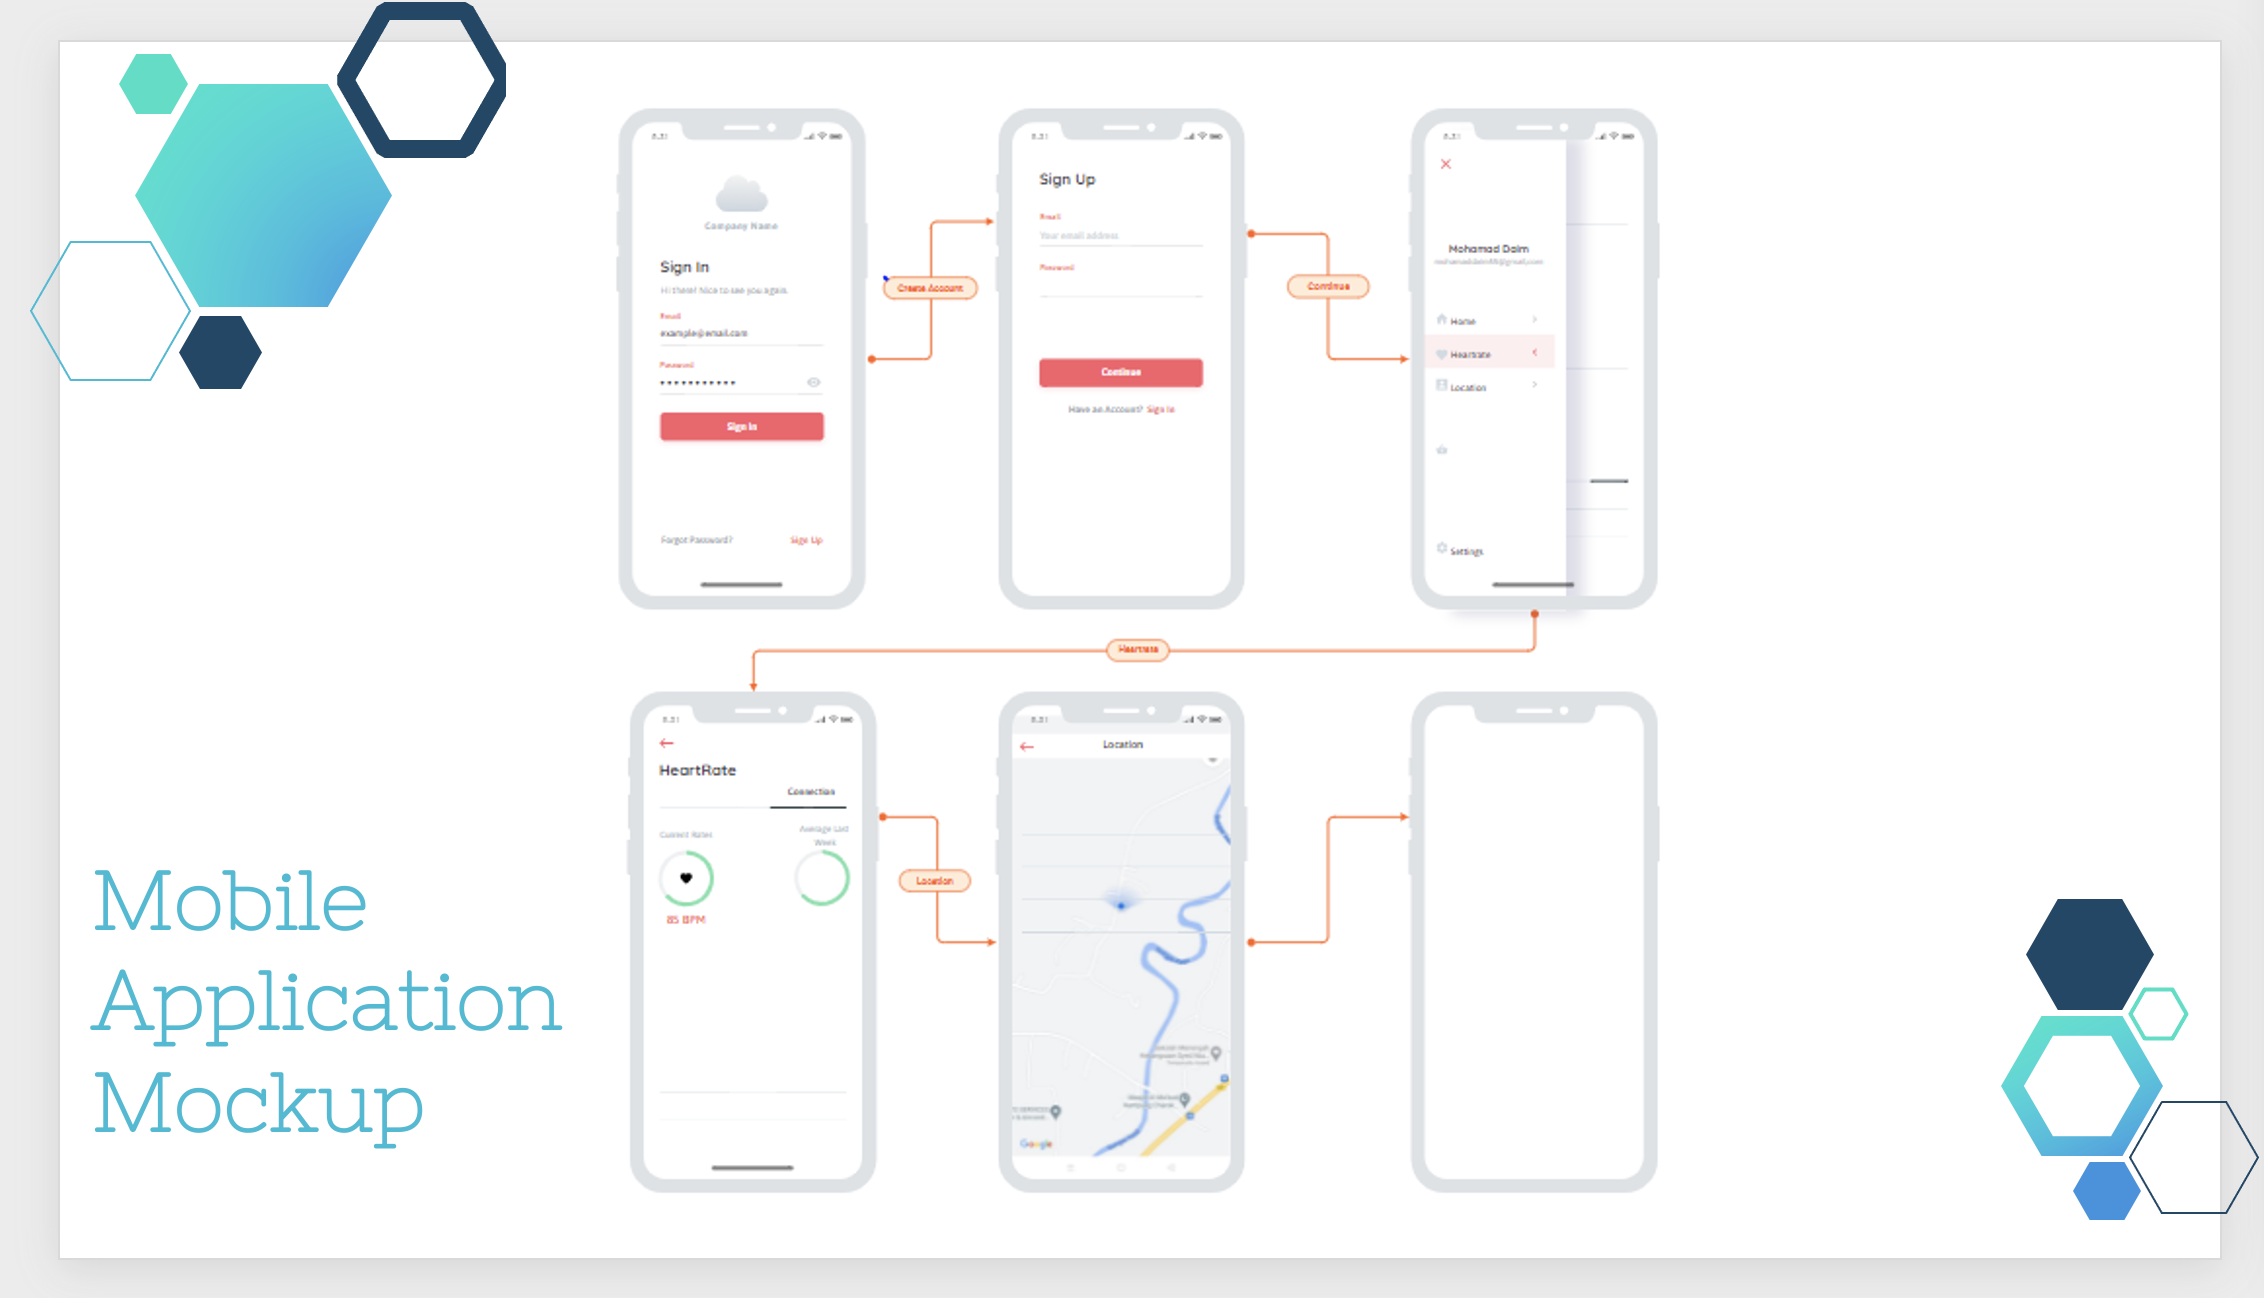 Mobile
Application
Mockup
Company Name
Sign In
Hi there! Nice to see you again.
Email
example@email.com
Password
Sign In
Forgot Password?
Sign Up
Create Account
Sign Up
Email
Your email address
Password
Continue
Have an Account? Sign In
Continue
Mohamad Daim
Home
Heartrate
Location
Settings
Heartrate
HeartRate
Connection
Current Rates
Average Last
Week
85 BPM
Location
Location
Google